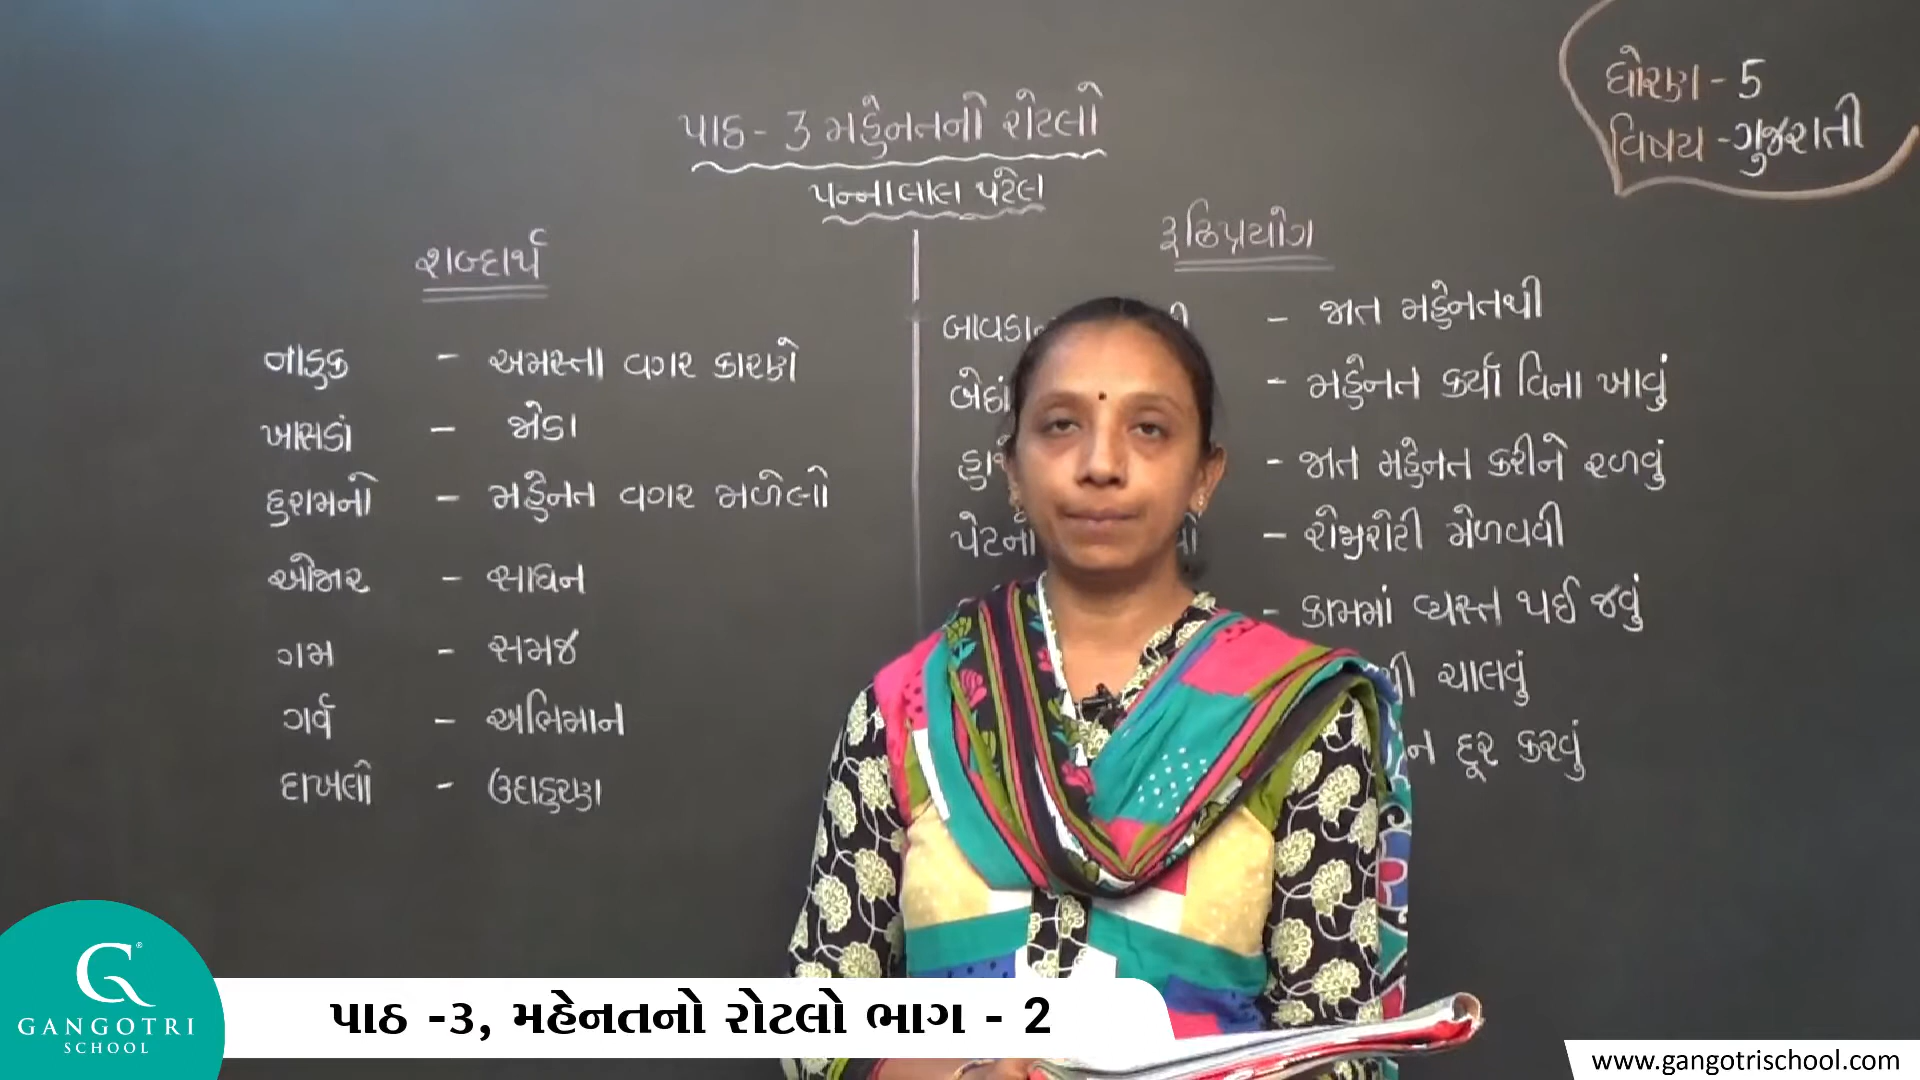 ધોરણ - 5
વિષય - ગુજરાતી
પાઠ - 3 મહેનતનો રોટલો
પન્નાલાલ પટેલ
શબ્દાર્થ
નાહક - અમસ્તા વગર કારણે
ખાસડાં - જોડા
હરામનો - મહેનત વગર મળેલો
ઓજાર - સાધન
ગમ - સમજ
ગર્વ - અભિમાન
દાખલો - ઉદાહરણ
રૂઢિપ્રયોગ
- જાત મહેનતથી
- મહેનત કર્યા વિના ખાવું
- જાત મહેનત કરીને રળવું
પેટનો - રોજીરોટી મેળવવી
- કામમાં વ્યસ્ત થઈ જવું
ચાલવું
દૂર કરવું
GANGOTRI
SCHOOL
પાઠ -૩, મહેનતનો રોટલો ભાગ - 2
www.gangotrischool.com